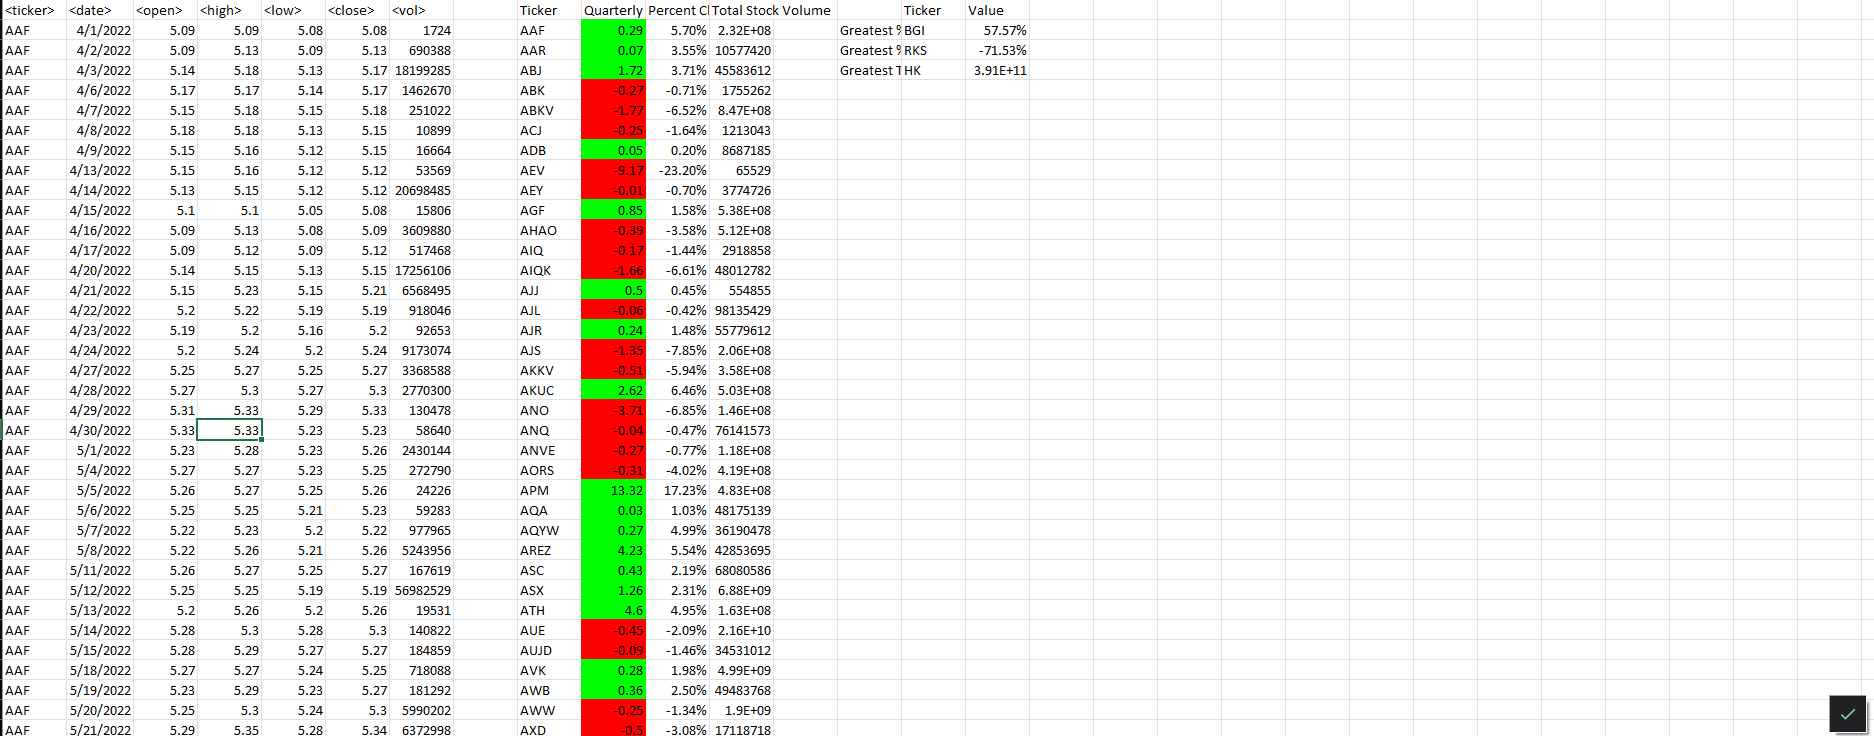 <ticker> <date> <open> <high> <low> <close> <vol> Ticker Quarterly Percent Cl Total Stock Volume Ticker Value
AAF 4/1/2022 5.09 5.09 5.08 5.08 1724 AAF 0.29 5.70% 2.32E+08 Greatest % BGI 57.57%
AAF 4/2/2022 5.09 5.13 5.09 5.13 690388 AAR 0.07 3.55% 10577420 Greatest % RKS -71.53%
AAF 4/3/2022 5.14 5.18 5.13 5.17 18199285 ABJ 1.72 3.71% 45583612 Greatest T HK 3.91E+11
AAF 4/6/2022 5.17 5.17 5.14 5.17 1462670 ABK -0.27 -0.71% 1755262
AAF 4/7/2022 5.15 5.18 5.15 5.18 251022 ABKV -1.77 -6.52% 8.47E+08
AAF 4/8/2022 5.18 5.18 5.13 5.15 10899 ACJ -0.25 -1.64% 1213043
AAF 4/9/2022 5.15 5.16 5.12 5.15 16664 ADB 0.05 0.20% 8687185
AAF 4/13/2022 5.15 5.16 5.12 5.12 53569 AEV -9.17 -23.20% 65529
AAF 4/14/2022 5.13 5.15 5.12 5.12 20698485 AEY -0.01 -0.70% 3774726
AAF 4/15/2022 5.1 5.1 5.05 5.08 15806 AGF 0.85 1.58% 5.38E+08
AAF 4/16/2022 5.09 5.13 5.08 5.09 3609880 AHAO -0.39 -3.58% 5.12E+08
AAF 4/17/2022 5.09 5.12 5.09 5.12 517468 AIQ -0.17 -1.44% 2918858
AAF 4/20/2022 5.14 5.15 5.13 5.15 17256106 AIQK -1.66 -6.61% 48012782
AAF 4/21/2022 5.15 5.23 5.15 5.21 6568495 AJJ 0.5 0.45% 554855
AAF 4/22/2022 5.2 5.22 5.19 5.19 918046 AJL -0.06 -0.42% 98135429
AAF 4/23/2022 5.19 5.2 5.16 5.2 92653 AJR 0.24 1.48% 55779612
AAF 4/24/2022 5.2 5.24 5.2 5.24 9173074 AJS -1.35 -7.85% 2.06E+08
AAF 4/27/2022 5.25 5.27 5.25 5.27 3368588 AKKV -0.51 -5.94% 3.58E+08
AAF 4/28/2022 5.27 5.3 5.27 5.3 2770300 AKUC 2.62 6.46% 5.03E+08
AAF 4/29/2022 5.31 5.33 5.29 5.33 130478 ANO -3.71 -6.85% 1.46E+08
AAF 4/30/2022 5.33 5.33 5.23 5.23 58640 ANQ -0.04 -0.47% 76141573
AAF 5/1/2022 5.23 5.28 5.23 5.26 2430144 ANVE -0.27 -0.77% 1.18E+08
AAF 5/4/2022 5.27 5.27 5.23 5.25 272790 AORS -0.31 -4.02% 4.19E+08
AAF 5/5/2022 5.26 5.27 5.25 5.26 24226 APM 13.32 17.23% 4.83E+08
AAF 5/6/2022 5.25 5.25 5.21 5.23 59283 AQA 0.03 1.03% 48175139
AAF 5/7/2022 5.22 5.23 5.2 5.22 977965 AQYW 0.27 4.99% 36190478
AAF 5/8/2022 5.22 5.26 5.21 5.26 5243956 AREZ 4.23 5.54% 42853695
AAF 5/11/2022 5.26 5.27 5.25 5.27 167619 ASC 0.43 2.19% 68080586
AAF 5/12/2022 5.25 5.25 5.19 5.19 56982529 ASX 1.26 2.31% 6.88E+09
AAF 5/13/2022 5.2 5.26 5.2 5.26 19531 ATH 4.6 4.95% 1.63E+08
AAF 5/14/2022 5.28 5.3 5.28 5.3 140822 AUE -0.45 -2.09% 2.16E+10
AAF 5/15/2022 5.28 5.29 5.27 5.27 184859 AUJD -0.09 -1.46% 34531012
AAF 5/18/2022 5.27 5.27 5.24 5.25 718088 AVK 0.28 1.98% 4.99E+09
AAF 5/19/2022 5.23 5.29 5.23 5.27 181292 AWB 0.36 2.50% 49483768
AAF 5/20/2022 5.25 5.3 5.24 5.3 5990202 AWW -0.25 -1.34% 1.9E+09
AAF 5/21/2022 5.29 5.35 5.28 5.34 6372998 AXD -0.5 -3.08% 17118718